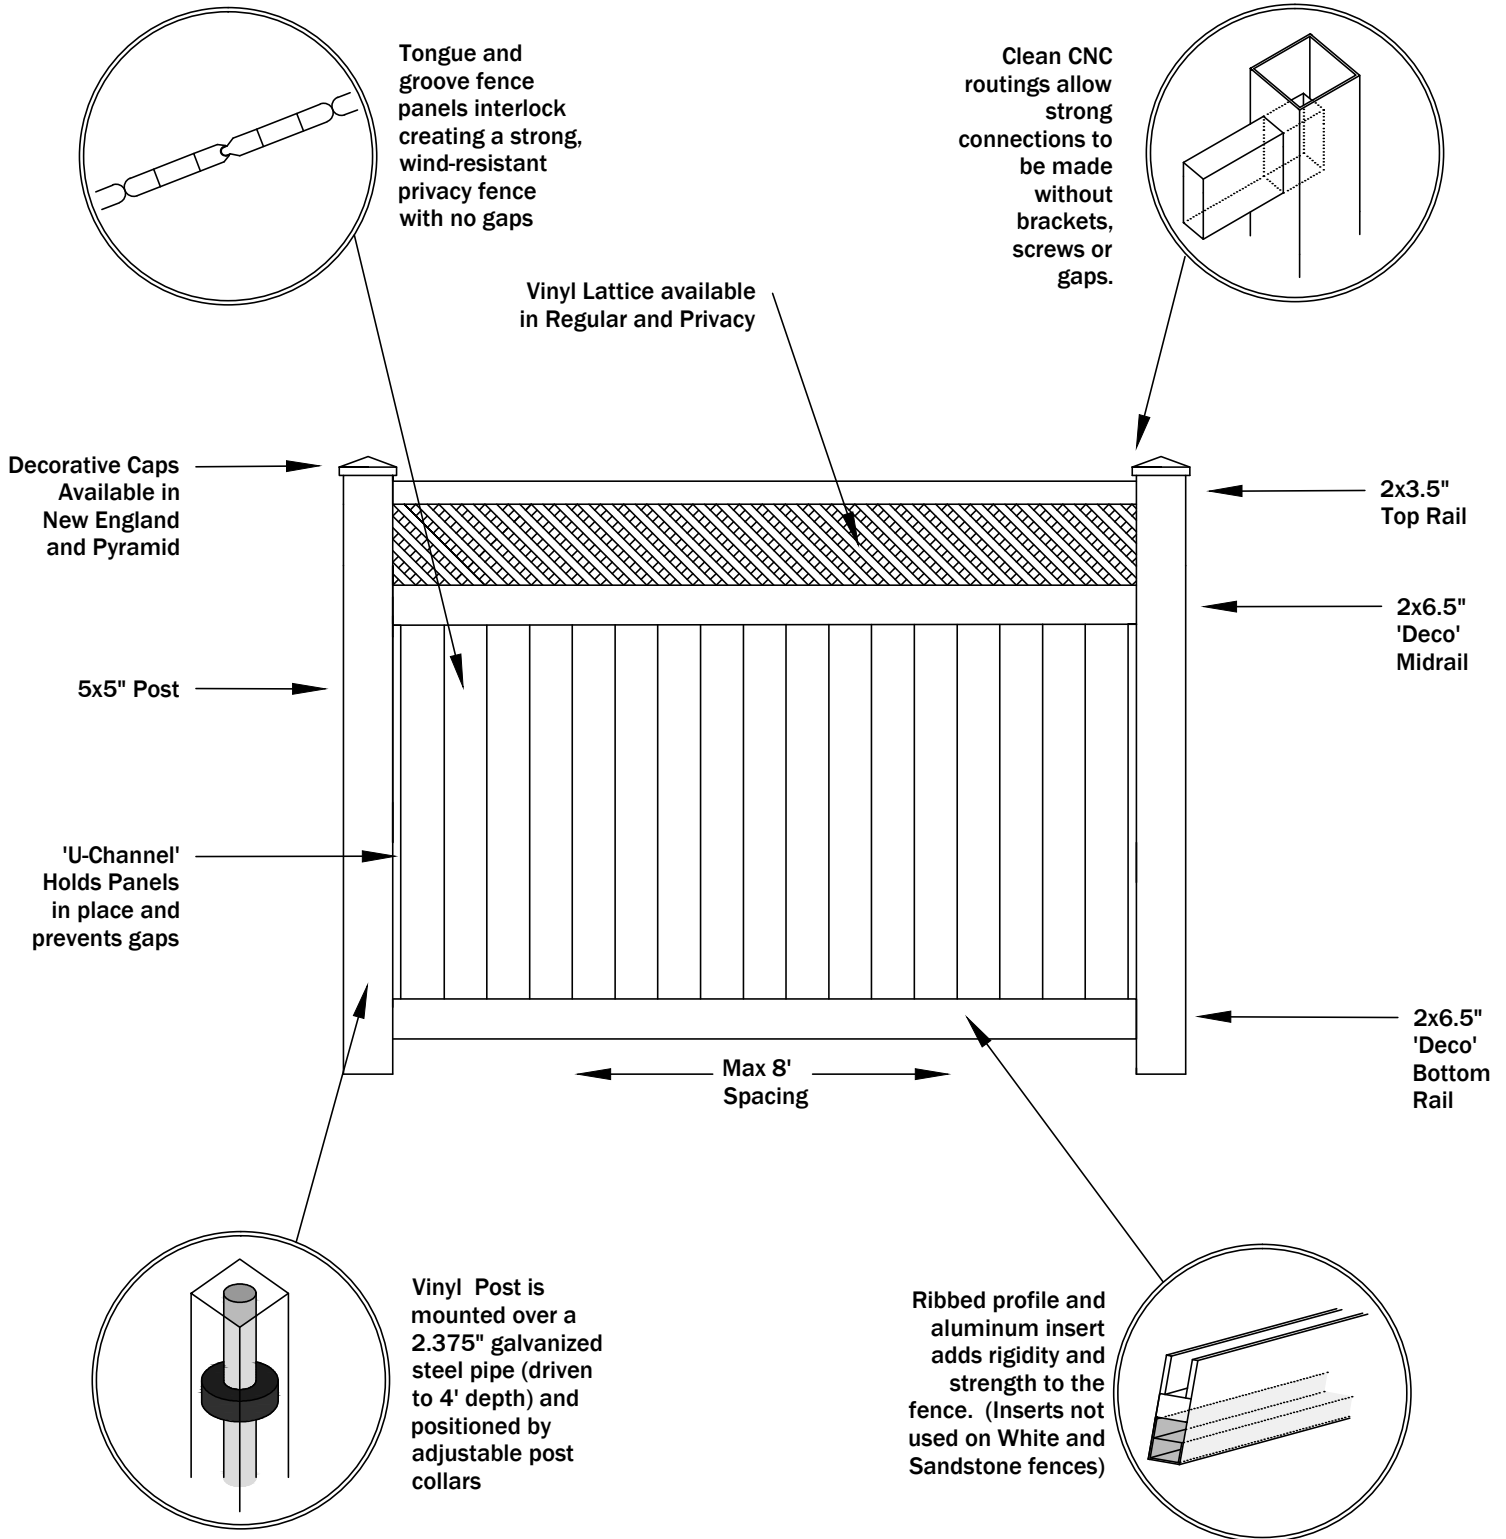 Tongue and
groove fence
panels interlock
creating a strong,
wind-resistant
privacy fence
with no gaps
Clean CNC
routings allow
strong
connections to
be made
without
brackets,
screws or
gaps.
Vinyl Lattice available
in Regular and Privacy
Decorative Caps
Available in
New England
and Pyramid
2x3.5"
Top Rail
2x6.5"
'Deco'
Midrail
5x5" Post
'U-Channel'
Holds Panels
in place and
prevents gaps
2x6.5"
'Deco'
Bottom
Rail
Max 8'
Spacing
Vinyl Post is
mounted over a
2.375" galvanized
steel pipe (driven
to 4' depth) and
positioned by
adjustable post
collars
Ribbed profile and
aluminum insert
adds rigidity and
strength to the
fence. (Inserts not
used on White and
Sandstone fences)